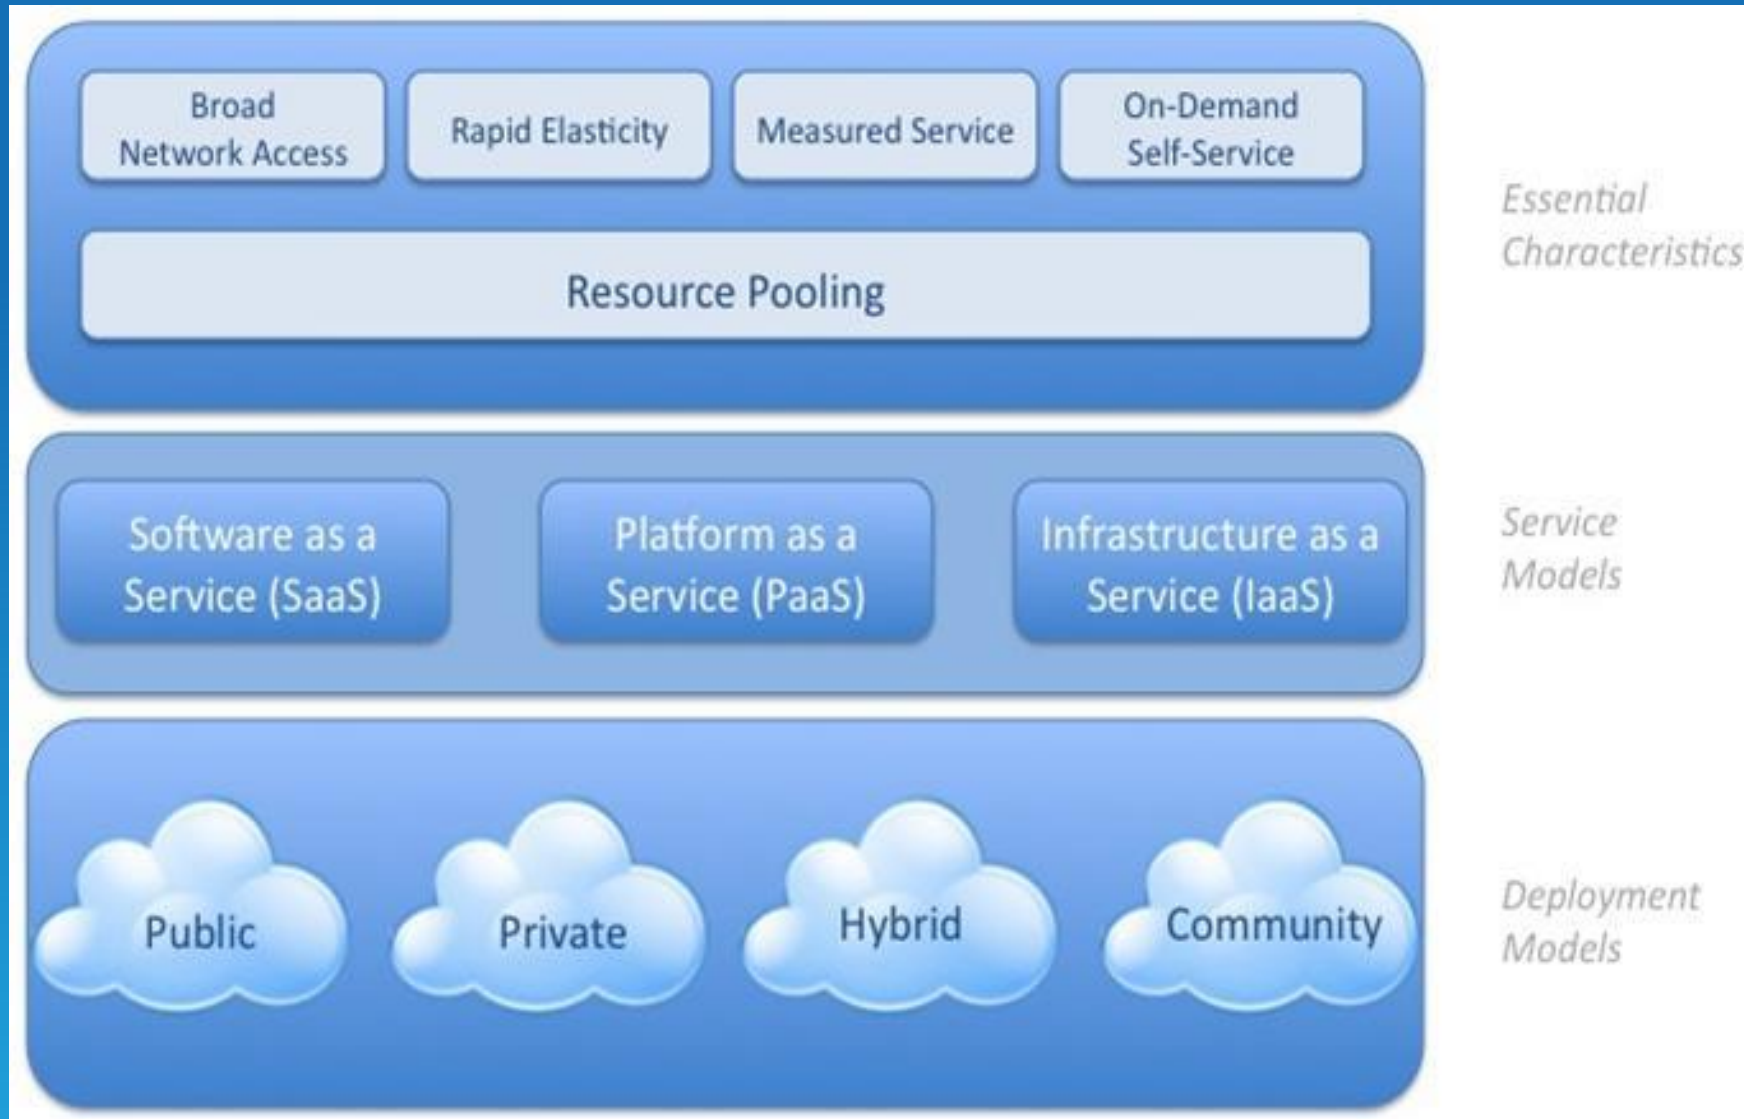 Broad
Network Access
Rapid Elasticity
Measured Service
On-Demand
Self-Service
Resource Pooling
Essential
Characteristics
Software as a
Service (SaaS)
Platform as a
Service (PaaS)
Infrastructure as a
Service (IaaS)
Service
Models
Public
Private
Hybrid
Community
Deployment
Models